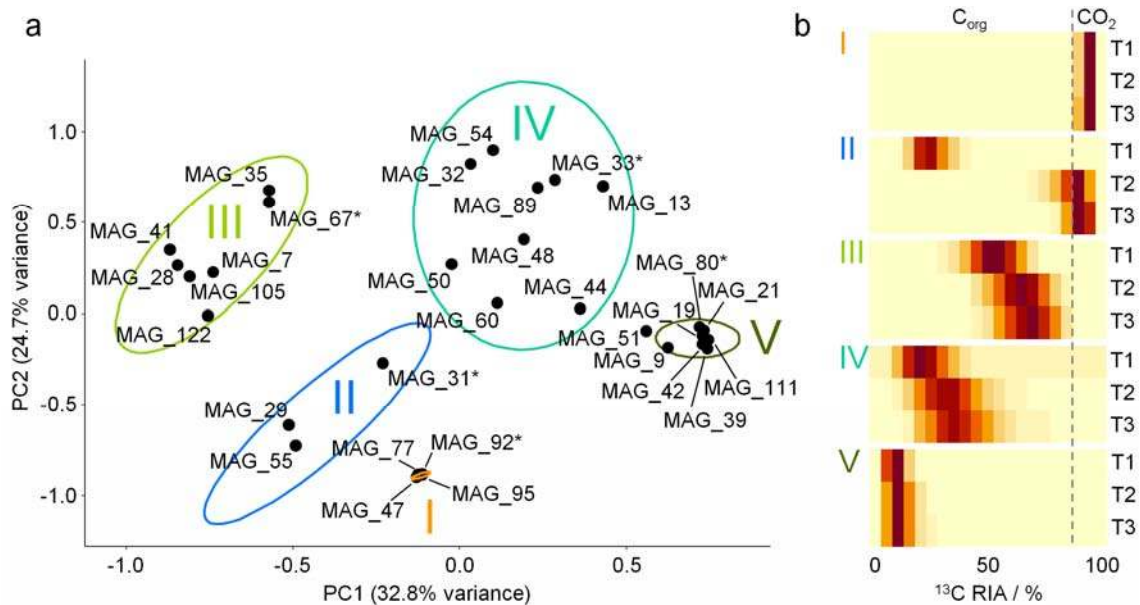 a
PC2 (24.7% variance)
1.0
0.5
0.0
-0.5
-1.0
-1.0
-0.5
0.0
0.5
PC1 (32.8% variance)
III
MAG_35
MAG_67*
MAG_41
MAG_7
MAG_28
MAG_105
MAG_122
IV
MAG_54
MAG_32
MAG_33*
MAG_89
MAG_13
MAG_48
MAG_50
MAG_44
MAG_60
V
MAG_80*
MAG_19
MAG_21
MAG_51
MAG_9
MAG_42
MAG_111
MAG_39
II
MAG_31*
MAG_29
MAG_55
I
MAG_77
MAG_92*
MAG_47
MAG_95
b
C_org CO₂
I
T1
T2
T3
II
T1
T2
T3
III
T1
T2
T3
IV
T1
T2
T3
V
T1
T2
T3
0 50 100
¹³C RIA / %